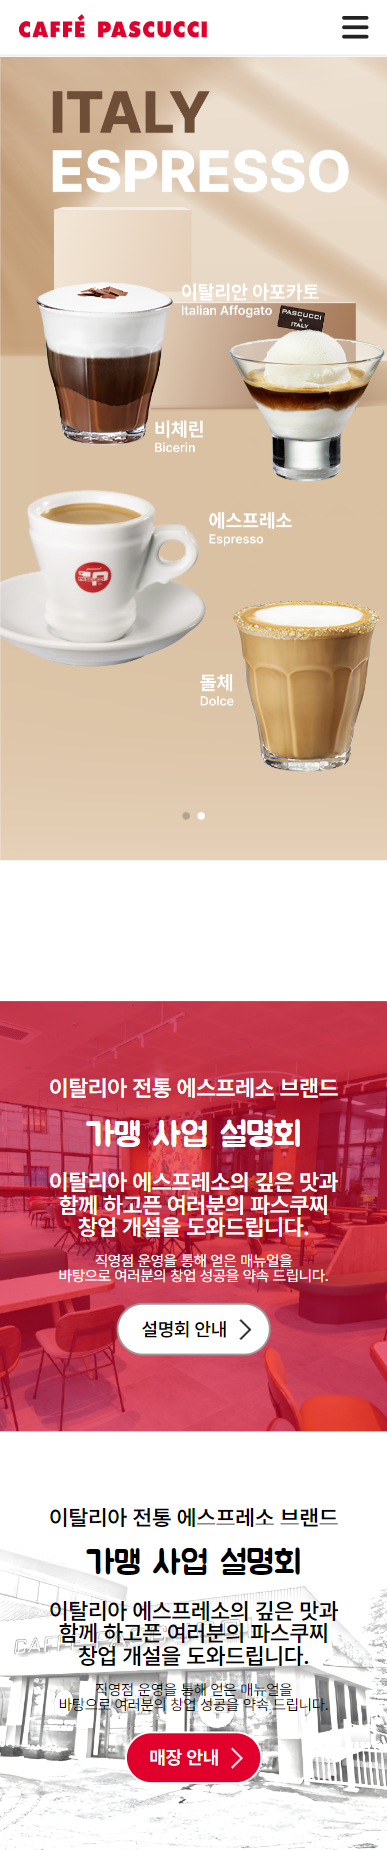 CAFFÉ PASCUCCI
ITALY
ESPRESSO
이탈리안 아포카토
Italian Affogato
PASCUCCI
X
ITALY
비체린
Bicerin
에스프레소
Espresso
돌체
Dolce
이탈리아 전통 에스프레소 브랜드
가맹 사업 설명회
이탈리아 에스프레소의 깊은 맛과
함께 하고픈 여러분의 파스쿠찌
창업 개설을 도와드립니다.
직영점 운영을 통해 얻은 매뉴얼을
바탕으로 여러분의 창업 성공을 약속 드립니다.
설명회 안내
이탈리아 전통 에스프레소 브랜드
가맹 사업 설명회
이탈리아 에스프레소의 깊은 맛과
함께 하고픈 여러분의 파스쿠찌
창업 개설을 도와드립니다.
직영점 운영을 통해 얻은 매뉴얼을
바탕으로 여러분의 창업 성공을 약속 드립니다.
매장 안내